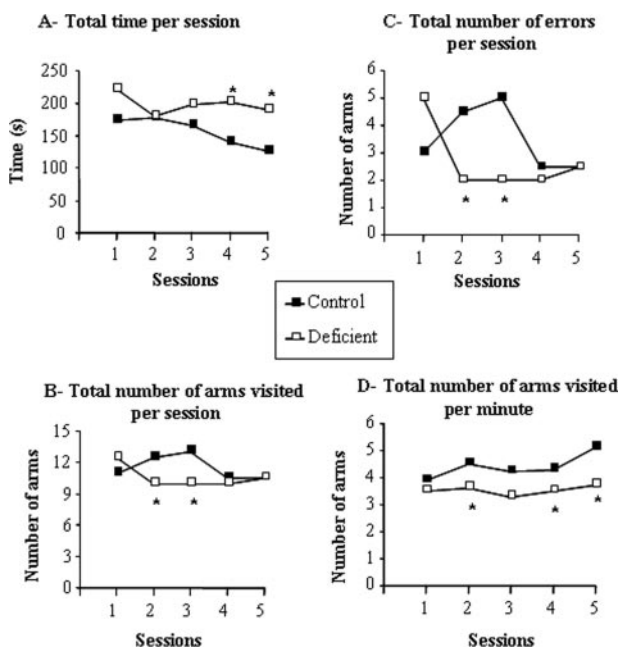 A- Total time per session
250
200
150
100
50
0
Time (s)
1 2 3 4 5
Sessions
* *
C- Total number of errors
per session
6
5
4
3
2
1
0
Number of arms
1 2 3 4 5
Sessions
* *
Control
Deficient
B- Total number of arms visited
per session
15
12
9
6
3
0
Number of arms
1 2 3 4 5
Sessions
* *
D- Total number of arms visited
per minute
6
5
4
3
2
1
0
Number of arms
1 2 3 4 5
Sessions
* * *